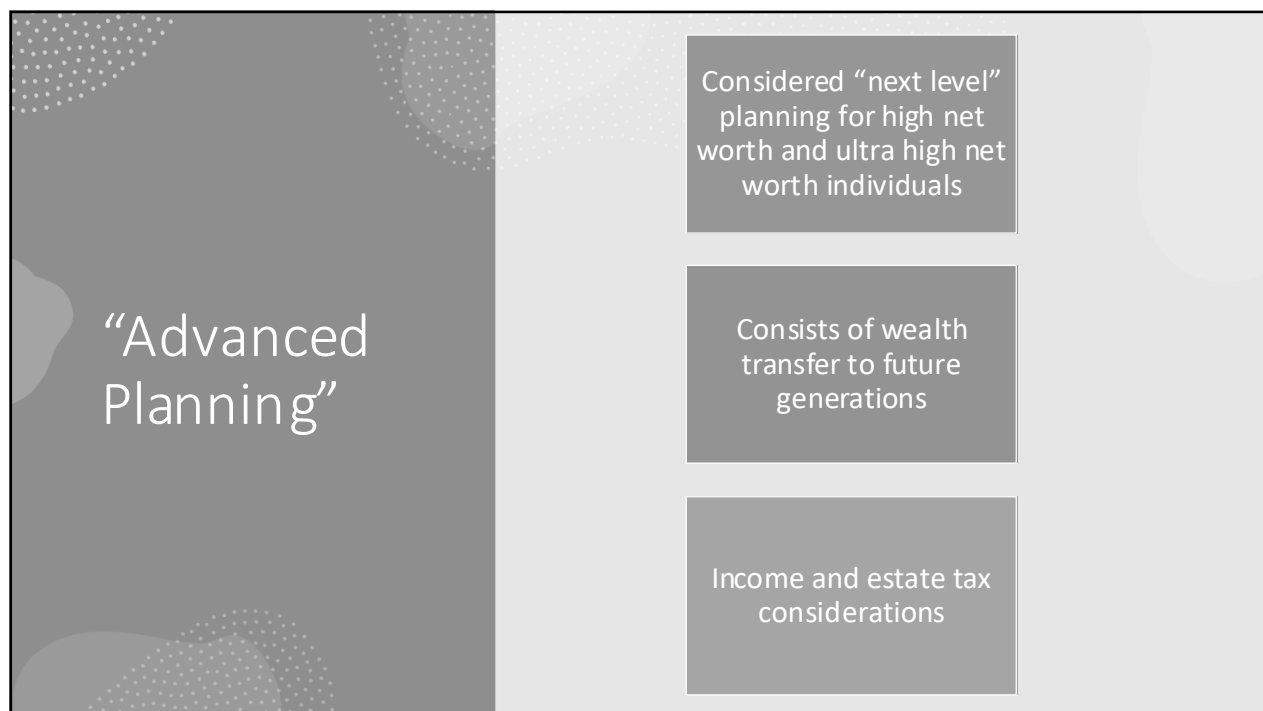 “Advanced
Planning”
Considered “next level”
planning for high net
worth and ultra high net
worth individuals
Consists of wealth
transfer to future
generations
Income and estate tax
considerations